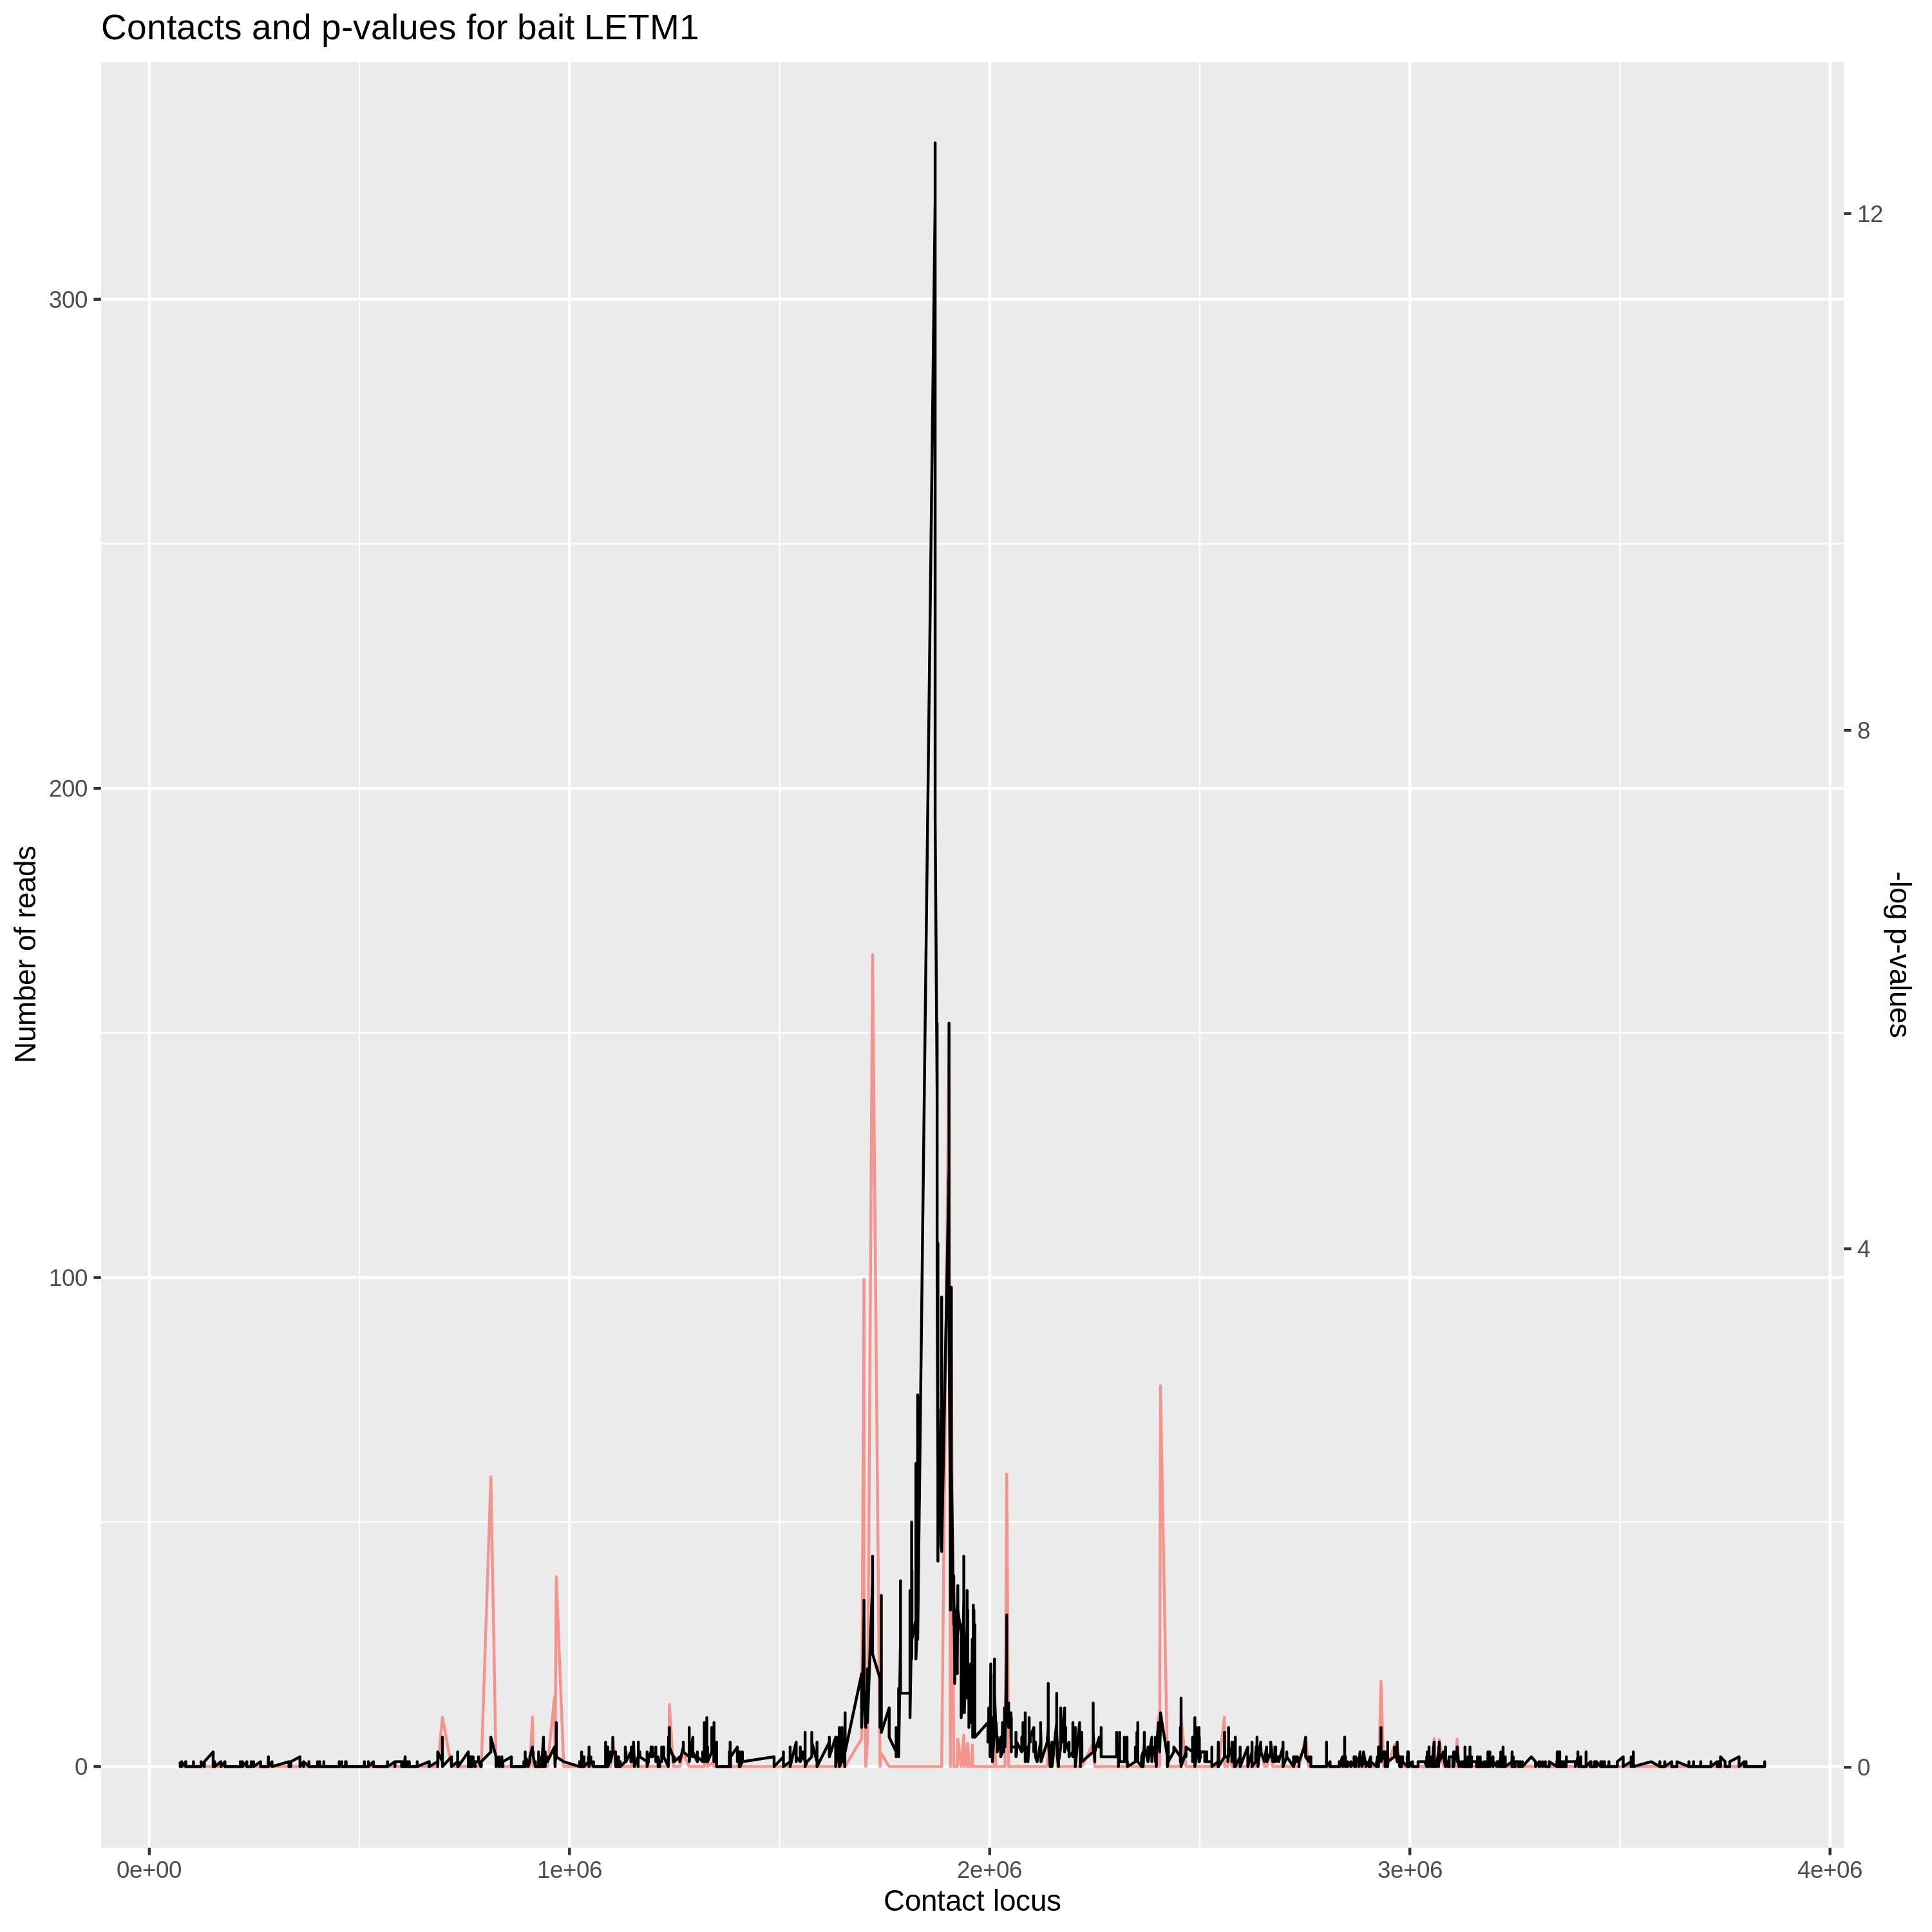 Contacts and p-values for bait LETM1
300
200
100
0
Number of reads
12
8
4
0
-log p-values
0e+00
1e+06
2e+06
3e+06
4e+06
Contact locus